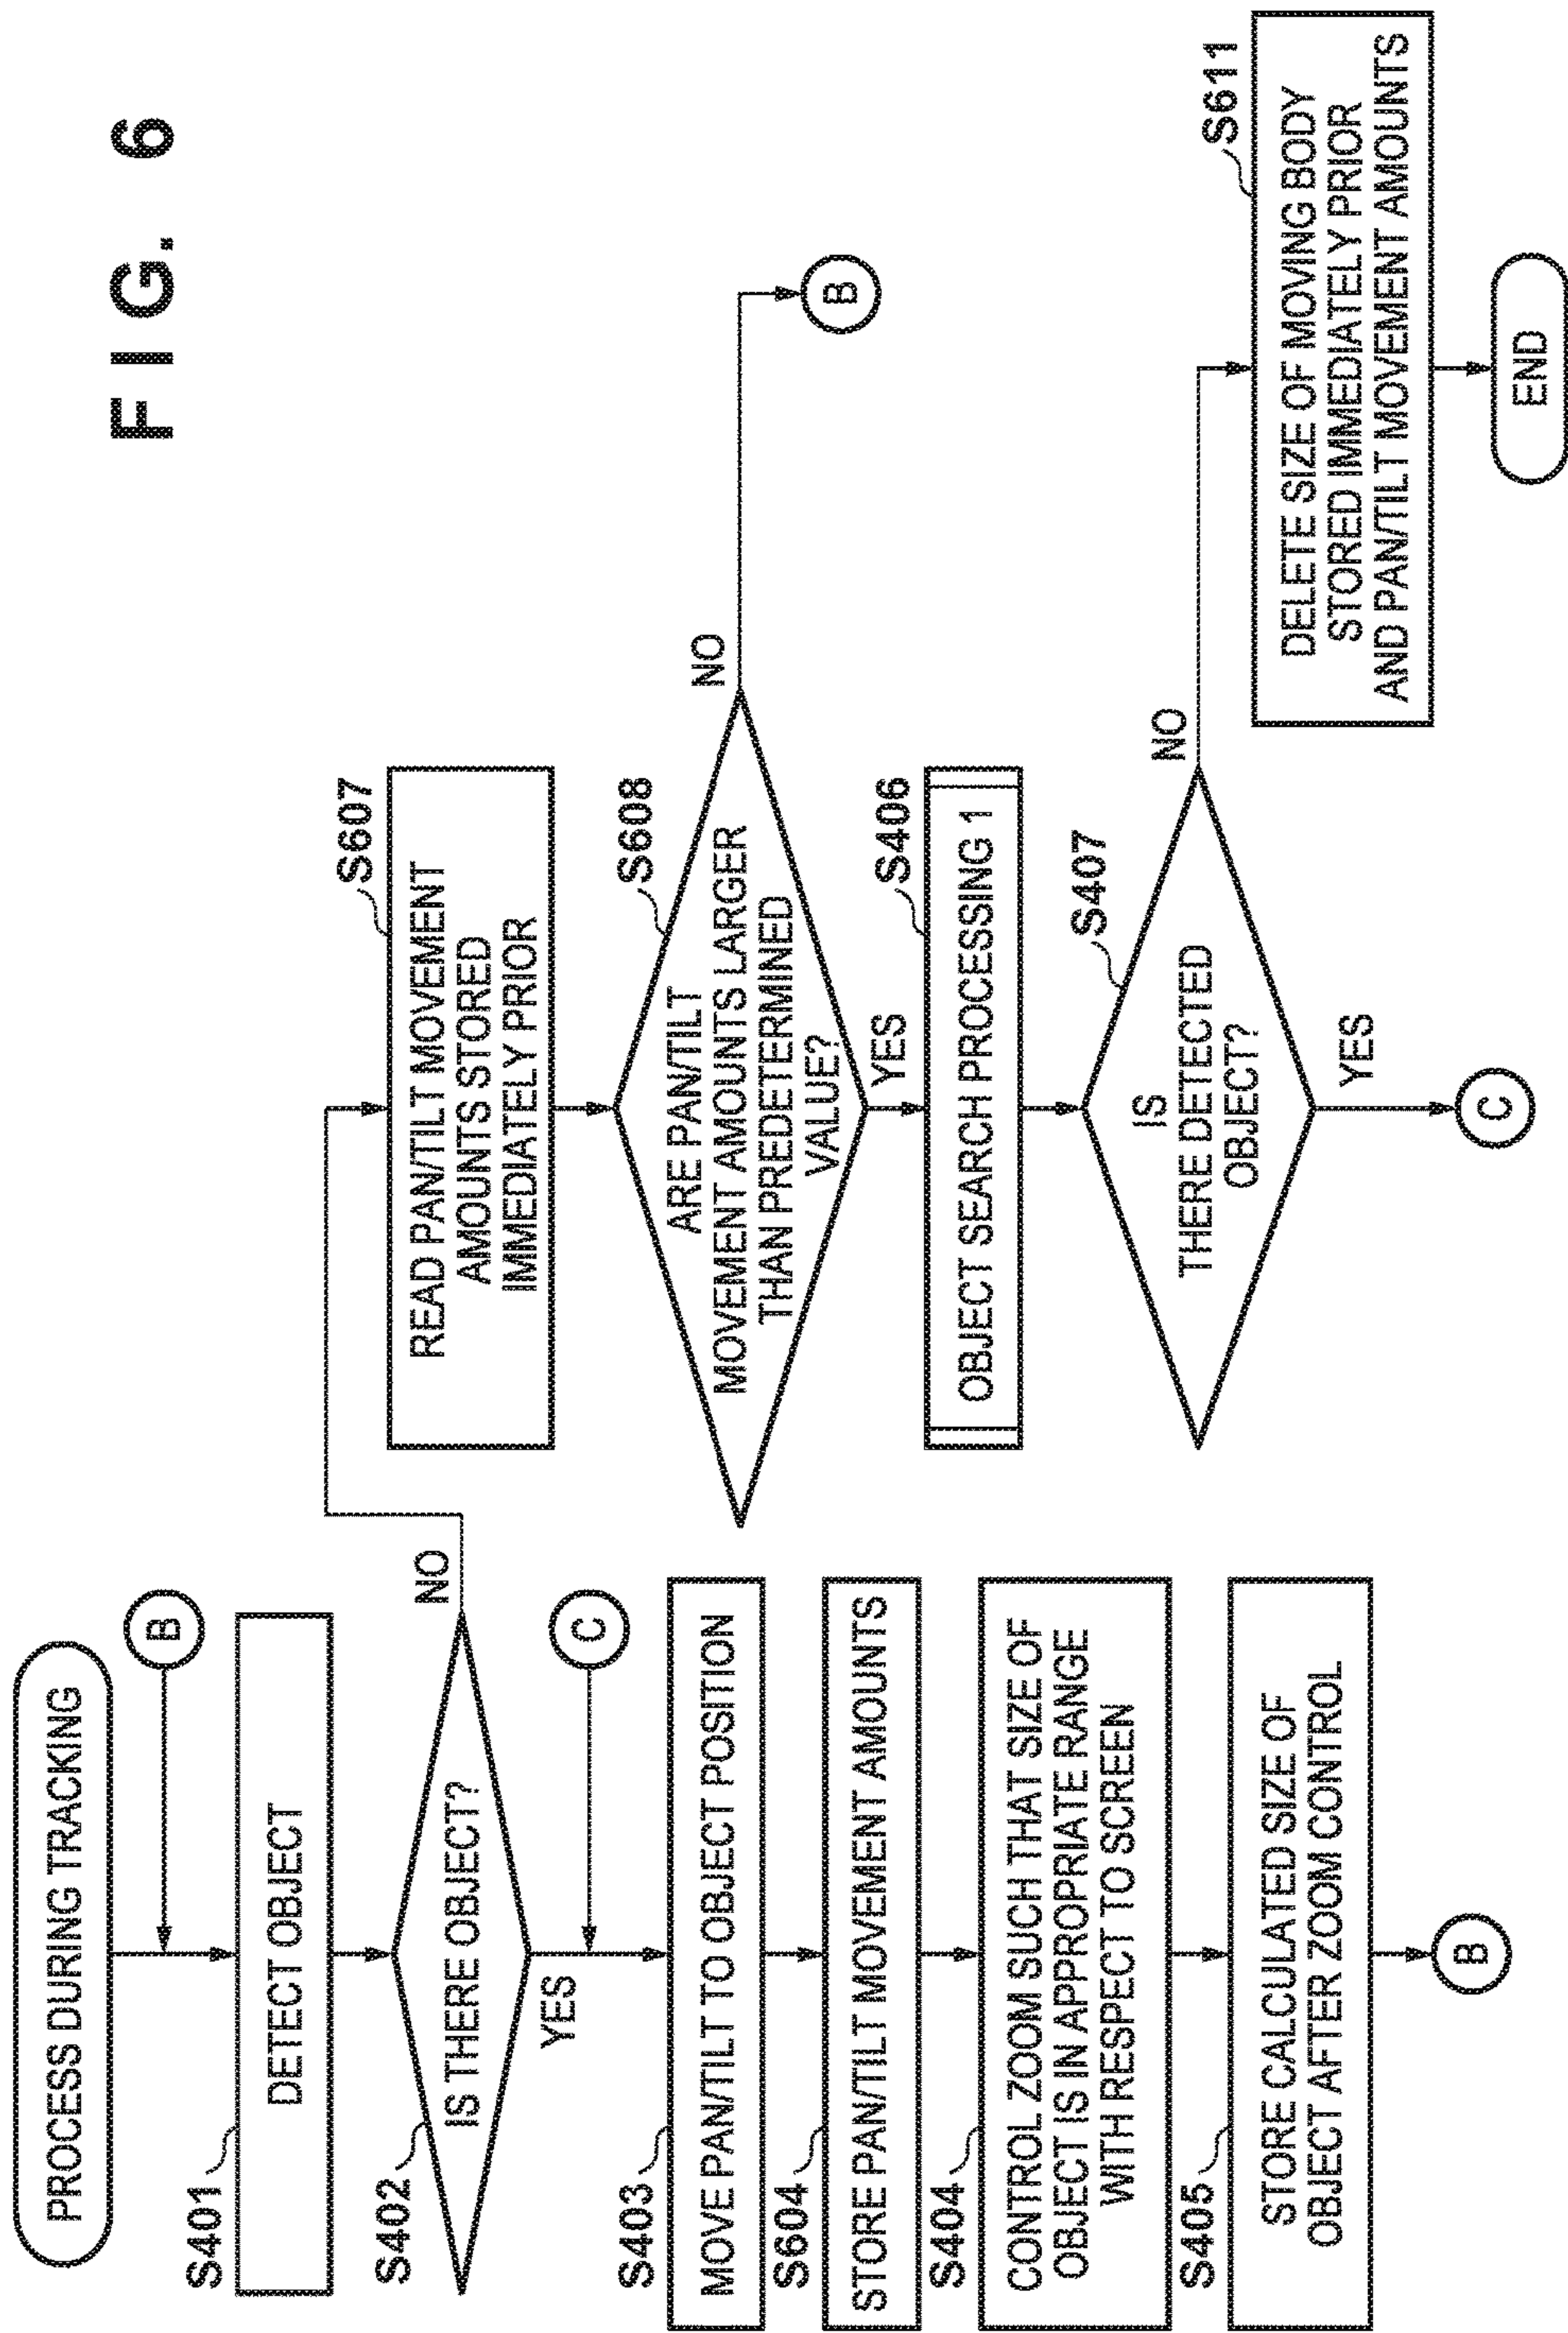 FIG. 6
PROCESS DURING TRACKING
B
S401
DETECT OBJECT
S402
IS THERE OBJECT?
NO
YES
C
S403
MOVE PAN/TILT TO OBJECT POSITION
S604
STORE PAN/TILT MOVEMENT AMOUNTS
S404
CONTROL ZOOM SUCH THAT SIZE OF
OBJECT IS IN APPROPRIATE RANGE
WITH RESPECT TO SCREEN
S405
STORE CALCULATED SIZE OF
OBJECT AFTER ZOOM CONTROL
B
S607
READ PAN/TILT MOVEMENT
AMOUNTS STORED
IMMEDIATELY PRIOR
S608
ARE PAN/TILT
MOVEMENT AMOUNTS LARGER
THAN PREDETERMINED
VALUE?
NO
B
YES
S406
OBJECT SEARCH PROCESSING 1
S407
IS
THERE DETECTED
OBJECT?
NO
YES
C
S611
DELETE SIZE OF MOVING BODY
STORED IMMEDIATELY PRIOR
AND PAN/TILT MOVEMENT AMOUNTS
END